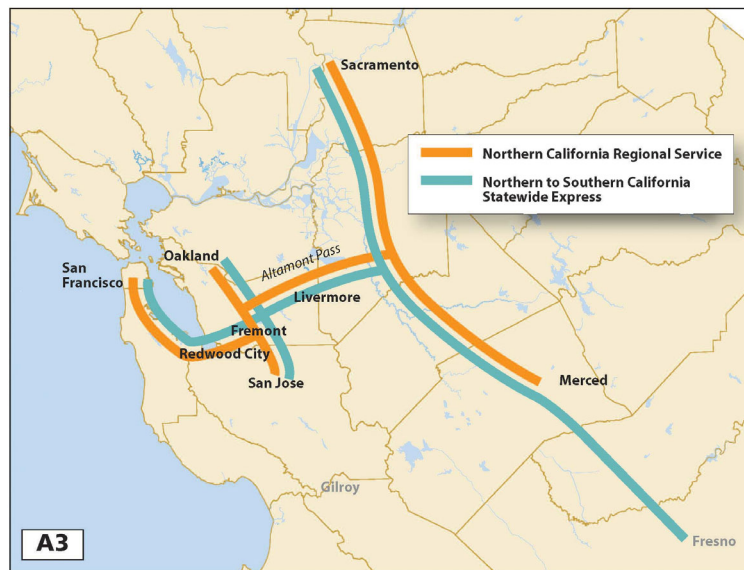 Sacramento
Northern California Regional Service
Northern to Southern California
Statewide Express
Oakland
Altamont Pass
San
Francisco
Livermore
Fremont
Redwood City
San Jose
Merced
Gilroy
A3
Fresno